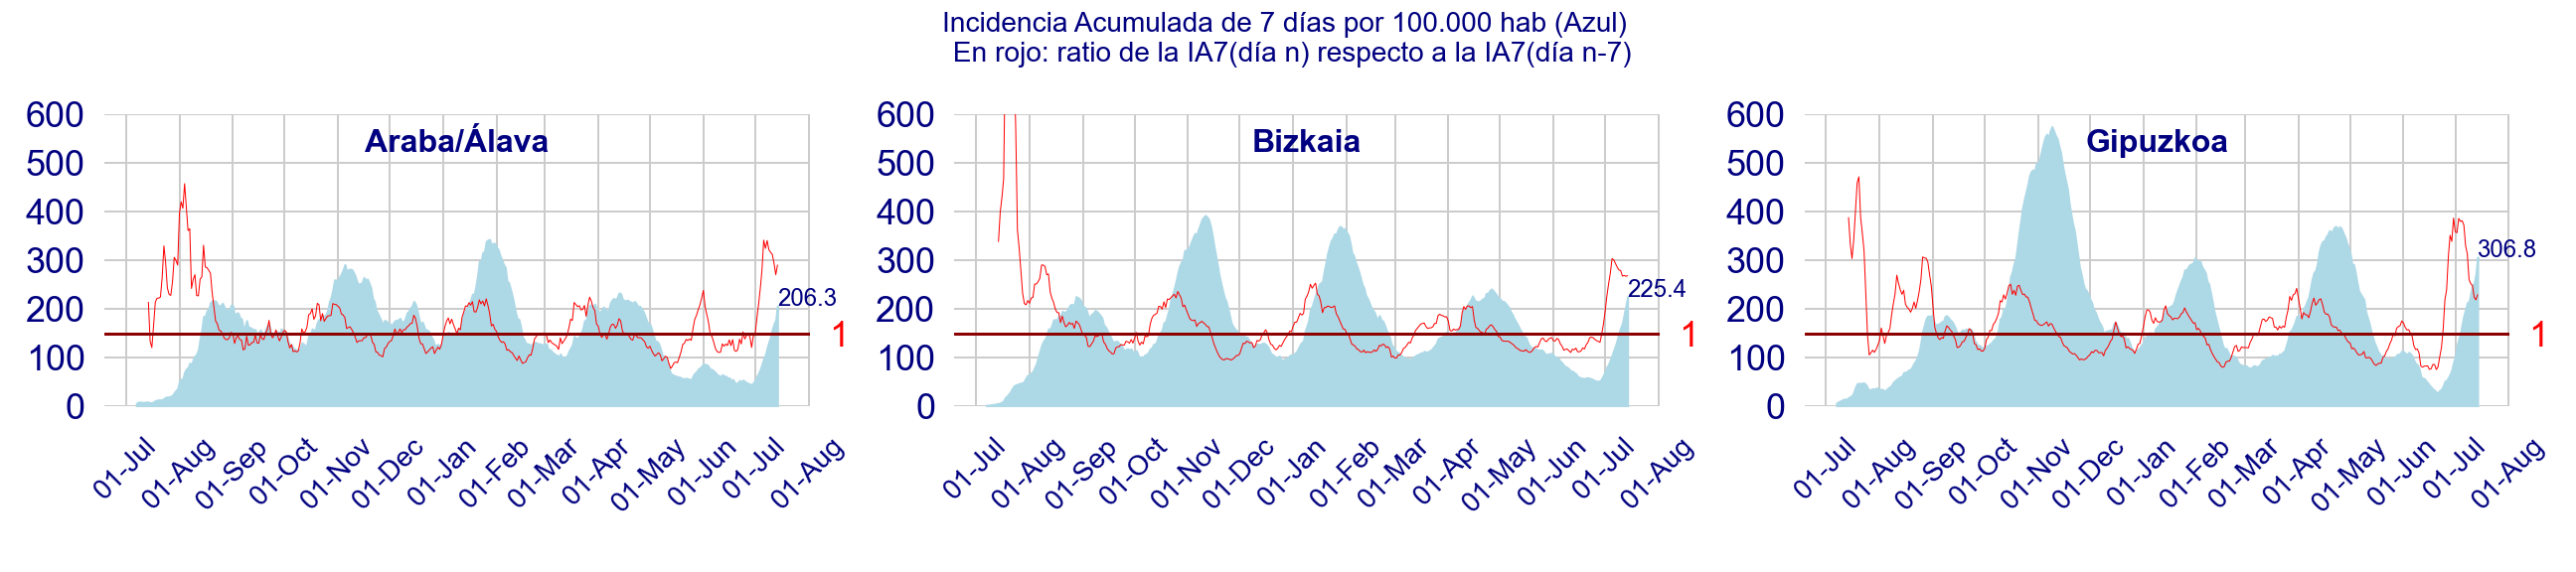 Incidencia Acumulada de 7 días por 100.000 hab (Azul)
En rojo: ratio de la IA7(día n) respecto a la IA7(día n-7)
600
500
400
300
200
100
0
Araba/Álava
206.3
1
01-Jul
01-Aug
01-Sep
01-Oct
01-Nov
01-Dec
01-Jan
01-Feb
01-Mar
01-Apr
01-May
01-Jun
01-Jul
01-Aug
600
500
400
300
200
100
0
Bizkaia
225.4
1
01-Jul
01-Aug
01-Sep
01-Oct
01-Nov
01-Dec
01-Jan
01-Feb
01-Mar
01-Apr
01-May
01-Jun
01-Jul
01-Aug
600
500
400
300
200
100
0
Gipuzkoa
306.8
1
01-Jul
01-Aug
01-Sep
01-Oct
01-Nov
01-Dec
01-Jan
01-Feb
01-Mar
01-Apr
01-May
01-Jun
01-Jul
01-Aug